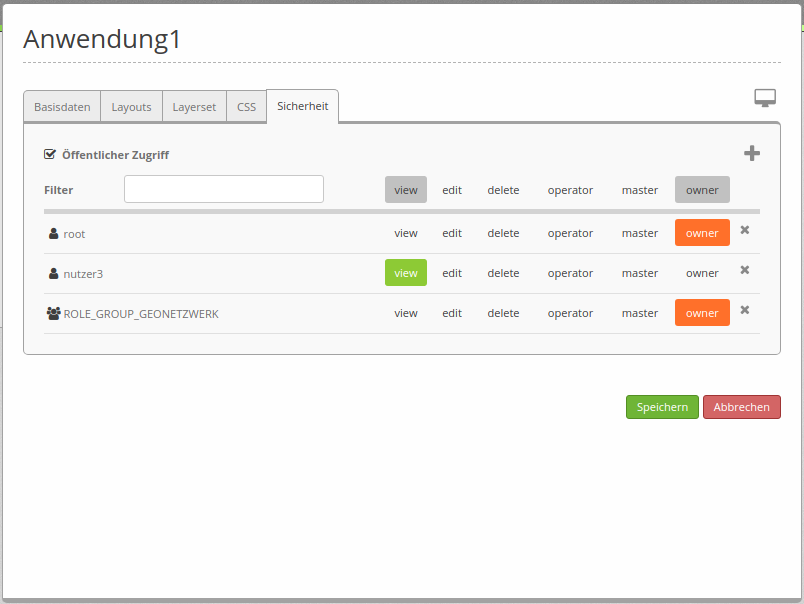 Anwendung1
Basisdaten Layouts Layerset CSS Sicherheit
Öffentlicher Zugriff
Filter view edit delete operator master owner
root view edit delete operator master owner
nutzer3 view edit delete operator master owner
ROLE_GROUP_GEONETZWERK view edit delete operator master owner
Speichern Abbrechen